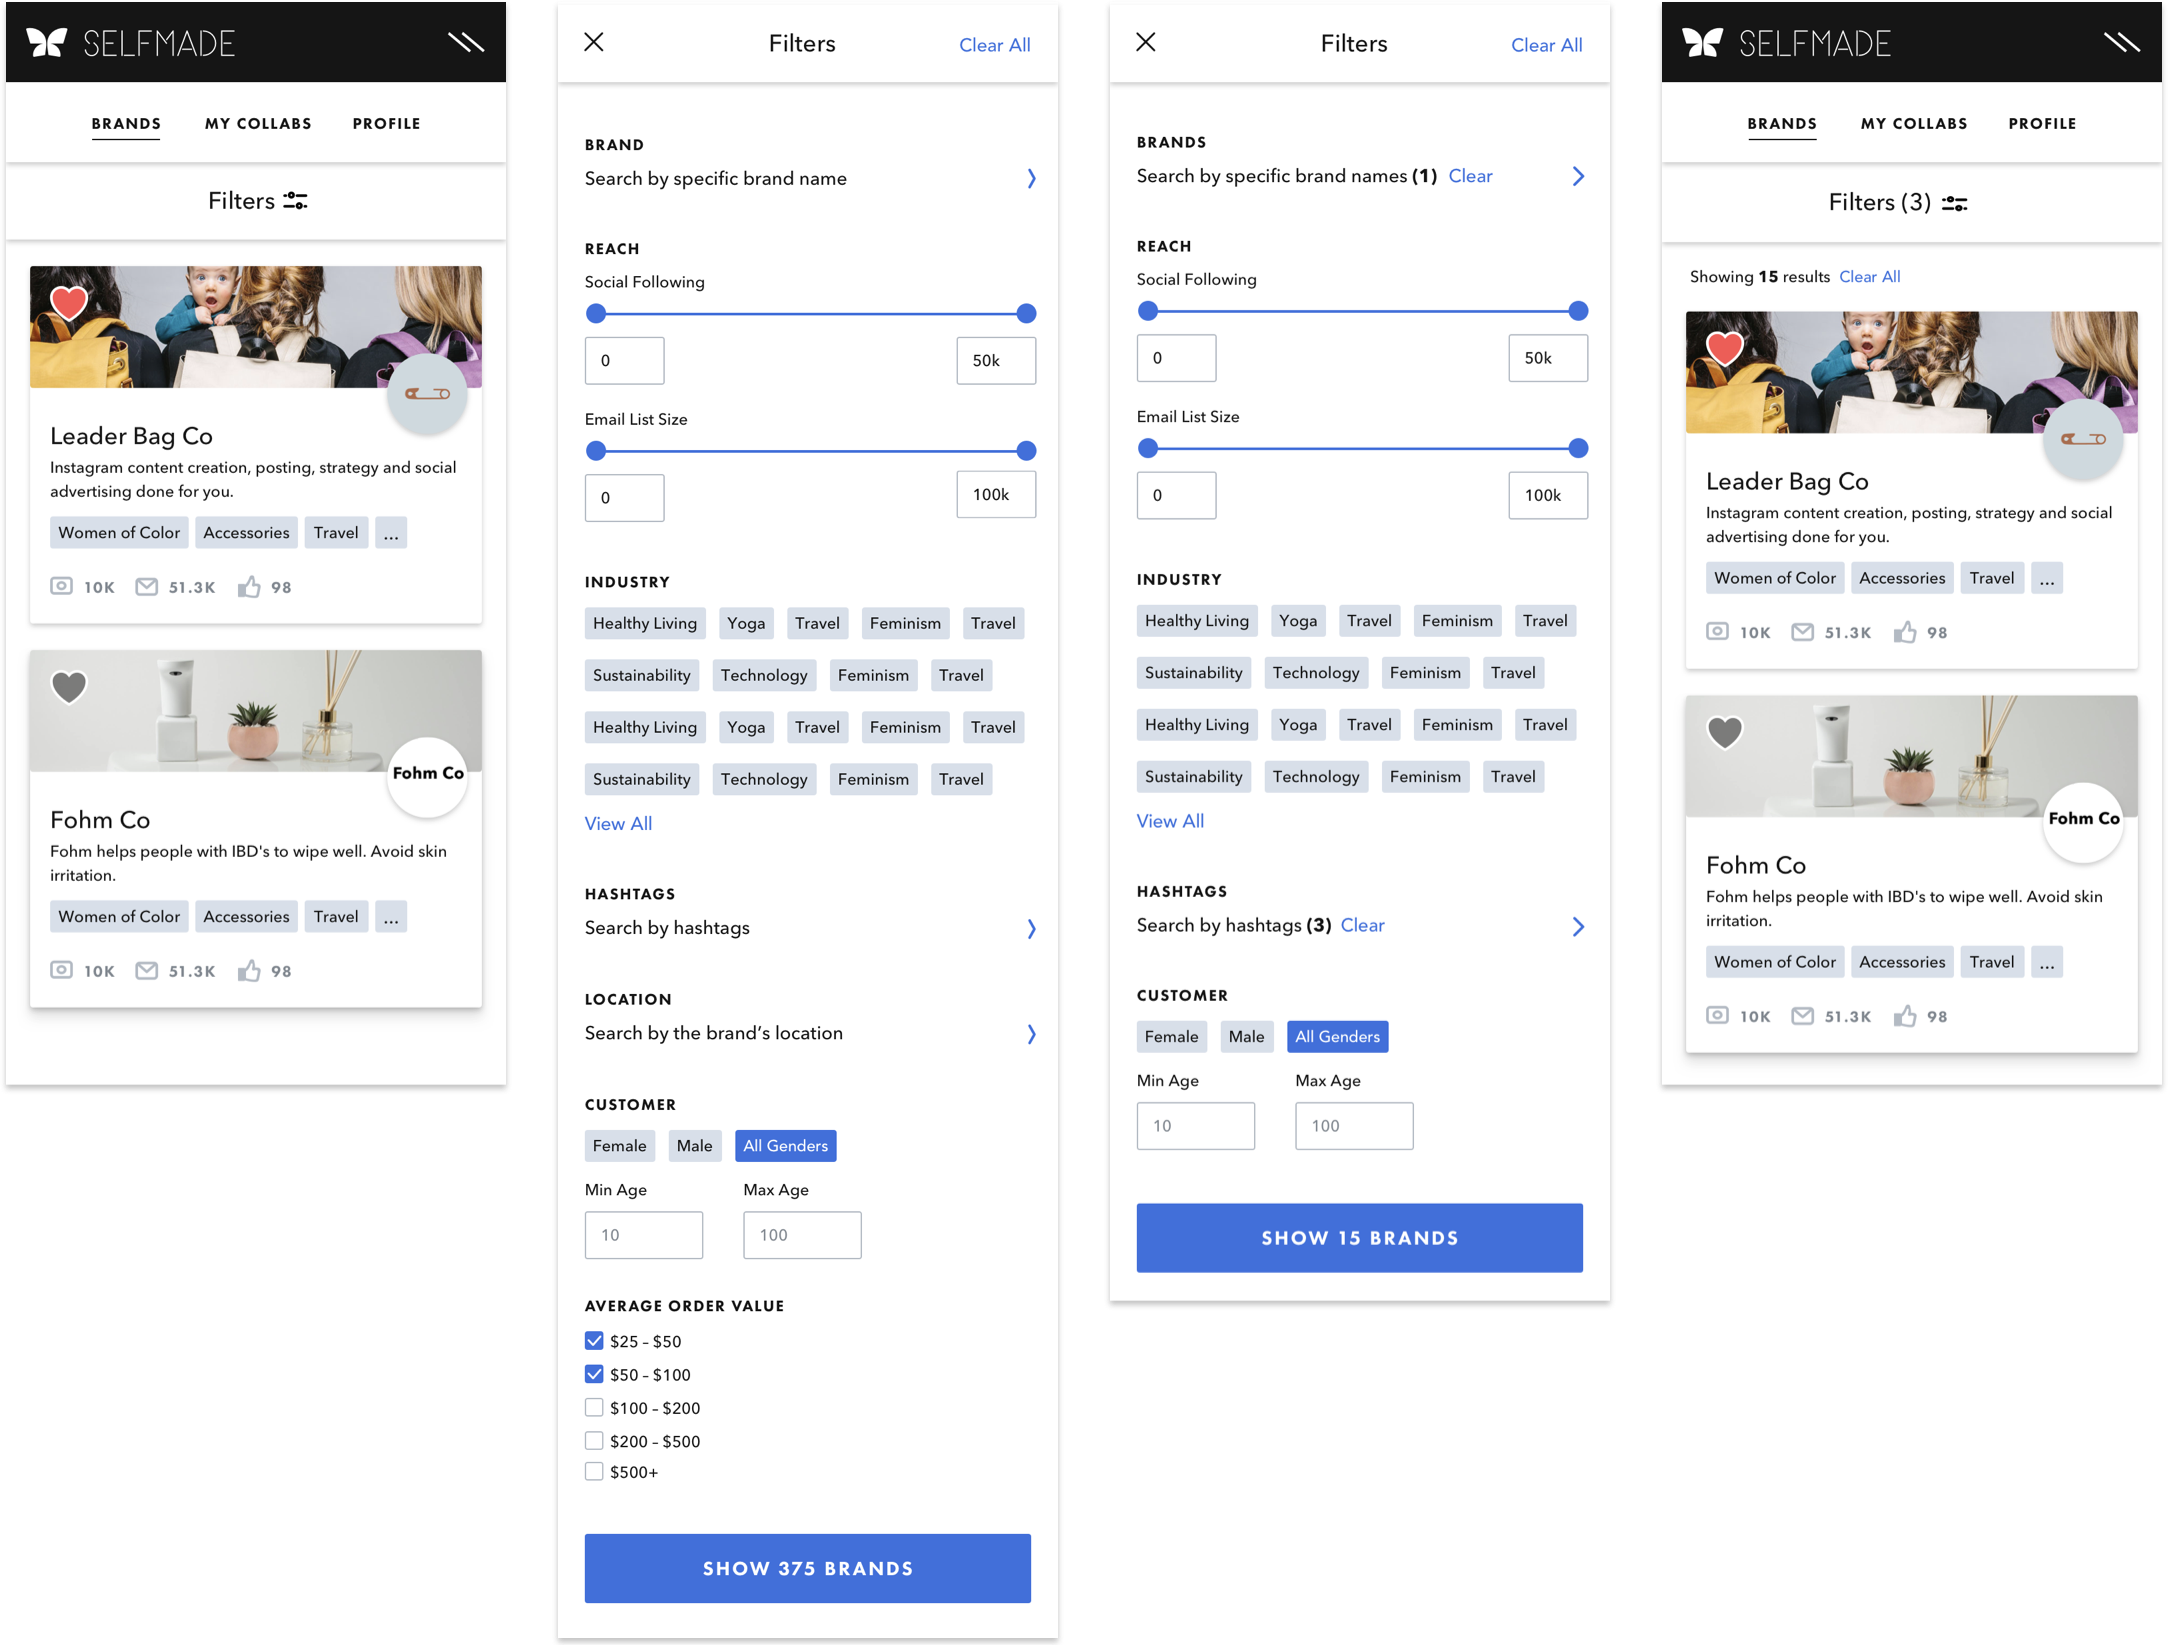 SELFMADE
BRANDS MY COLLABS PROFILE
Filters
Leader Bag Co
Instagram content creation, posting, strategy and social
advertising done for you.
Women of Color Accessories Travel ...
10K 51.3K 98
Fohm Co
Fohm Co
Fohm helps people with IBD's to wipe well. Avoid skin
irritation.
Women of Color Accessories Travel ...
10K 51.3K 98
Filters Clear All
BRAND
Search by specific brand name
REACH
Social Following
0 50k
Email List Size
0 100k
INDUSTRY
Healthy Living Yoga Travel Feminism Travel
Sustainability Technology Feminism Travel
Healthy Living Yoga Travel Feminism Travel
Sustainability Technology Feminism Travel
View All
HASHTAGS
Search by hashtags
LOCATION
Search by the brand’s location
CUSTOMER
Female Male All Genders
Min Age Max Age
10 100
AVERAGE ORDER VALUE
$25 – $50
$50 – $100
$100 – $200
$200 – $500
$500+
SHOW 375 BRANDS
Filters Clear All
BRANDS
Search by specific brand names (1) Clear
REACH
Social Following
0 50k
Email List Size
0 100k
INDUSTRY
Healthy Living Yoga Travel Feminism Travel
Sustainability Technology Feminism Travel
Healthy Living Yoga Travel Feminism Travel
Sustainability Technology Feminism Travel
View All
HASHTAGS
Search by hashtags (3) Clear
CUSTOMER
Female Male All Genders
Min Age Max Age
10 100
SHOW 15 BRANDS
SELFMADE
BRANDS MY COLLABS PROFILE
Filters (3)
Showing 15 results Clear All
Leader Bag Co
Instagram content creation, posting, strategy and social
advertising done for you.
Women of Color Accessories Travel ...
10K 51.3K 98
Fohm Co
Fohm Co
Fohm helps people with IBD's to wipe well. Avoid skin
irritation.
Women of Color Accessories Travel ...
10K 51.3K 98